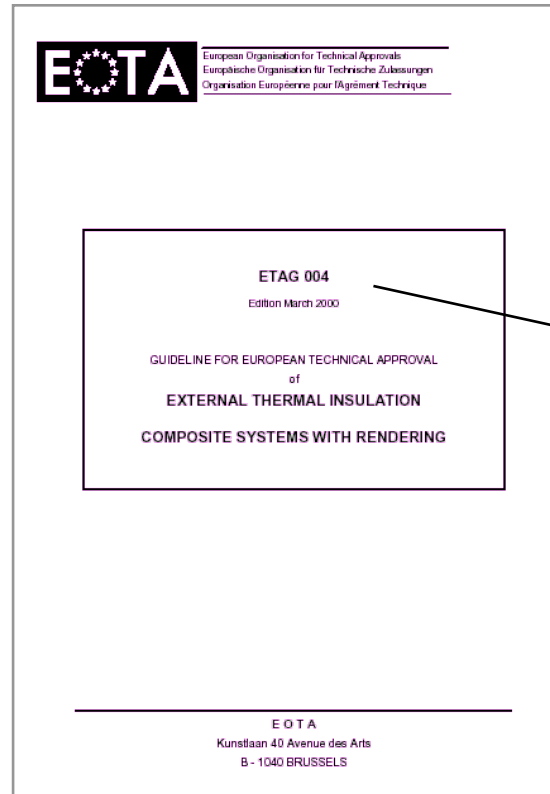 EOTA
European Organisation for Technical Approvals
Europäische Organisation für Technische Zulassungen
Organisation Européenne pour l'Agrément Technique
ETAG 004
Edition March 2000
GUIDELINE FOR EUROPEAN TECHNICAL APPROVAL
of
EXTERNAL THERMAL INSULATION
COMPOSITE SYSTEMS WITH RENDERING
E O T A
Kunstlaan 40 Avenue des Arts
B - 1040 BRUSSELS